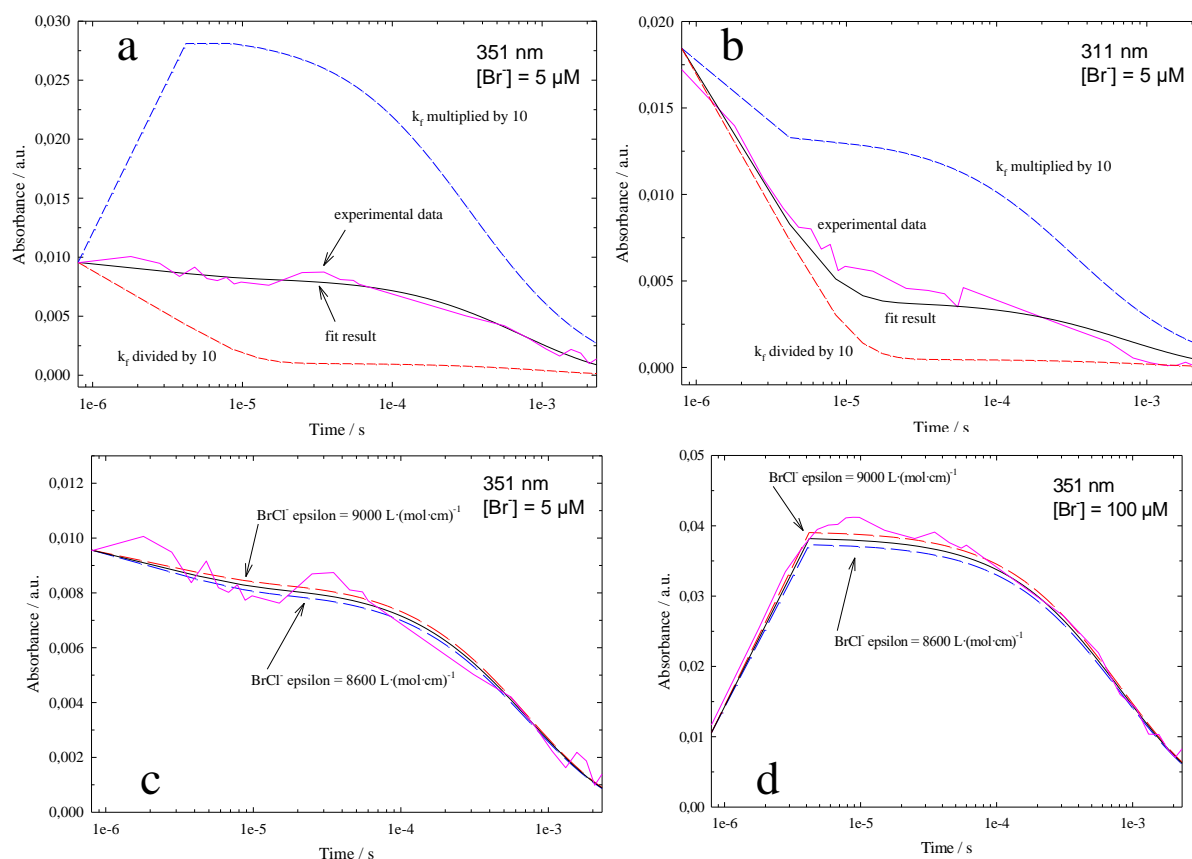 a
351 nm
[Br-] = 5 µM
kf multiplied by 10
experimental data
fit result
kf divided by 10
Absorbance / a.u.
0,035
0,030
0,025
0,020
0,015
0,010
0,005
0,000
1e-6
1e-5
1e-4
1e-3
Time / s
b
311 nm
[Br-] = 5 µM
kf multiplied by 10
experimental data
fit result
kf divided by 10
Absorbance / a.u.
0,020
0,015
0,010
0,005
0,000
1e-6
1e-5
1e-4
1e-3
Time / s
351 nm
[Br-] = 5 µM
BrCl- epsilon = 9000 L·(mol·cm)-1
BrCl- epsilon = 8600 L·(mol·cm)-1
c
Absorbance / a.u.
0,012
0,010
0,008
0,006
0,004
0,002
0,000
1e-6
1e-5
1e-4
1e-3
Time / s
BrCl- epsilon =
9000 L·(mol·cm)-1
351 nm
[Br-] = 100 µM
BrCl- epsilon = 8600 L·(mol·cm)-1
d
Absorbance / a.u.
0,05
0,04
0,03
0,02
0,01
0,00
1e-6
1e-5
1e-4
1e-3
Time / s